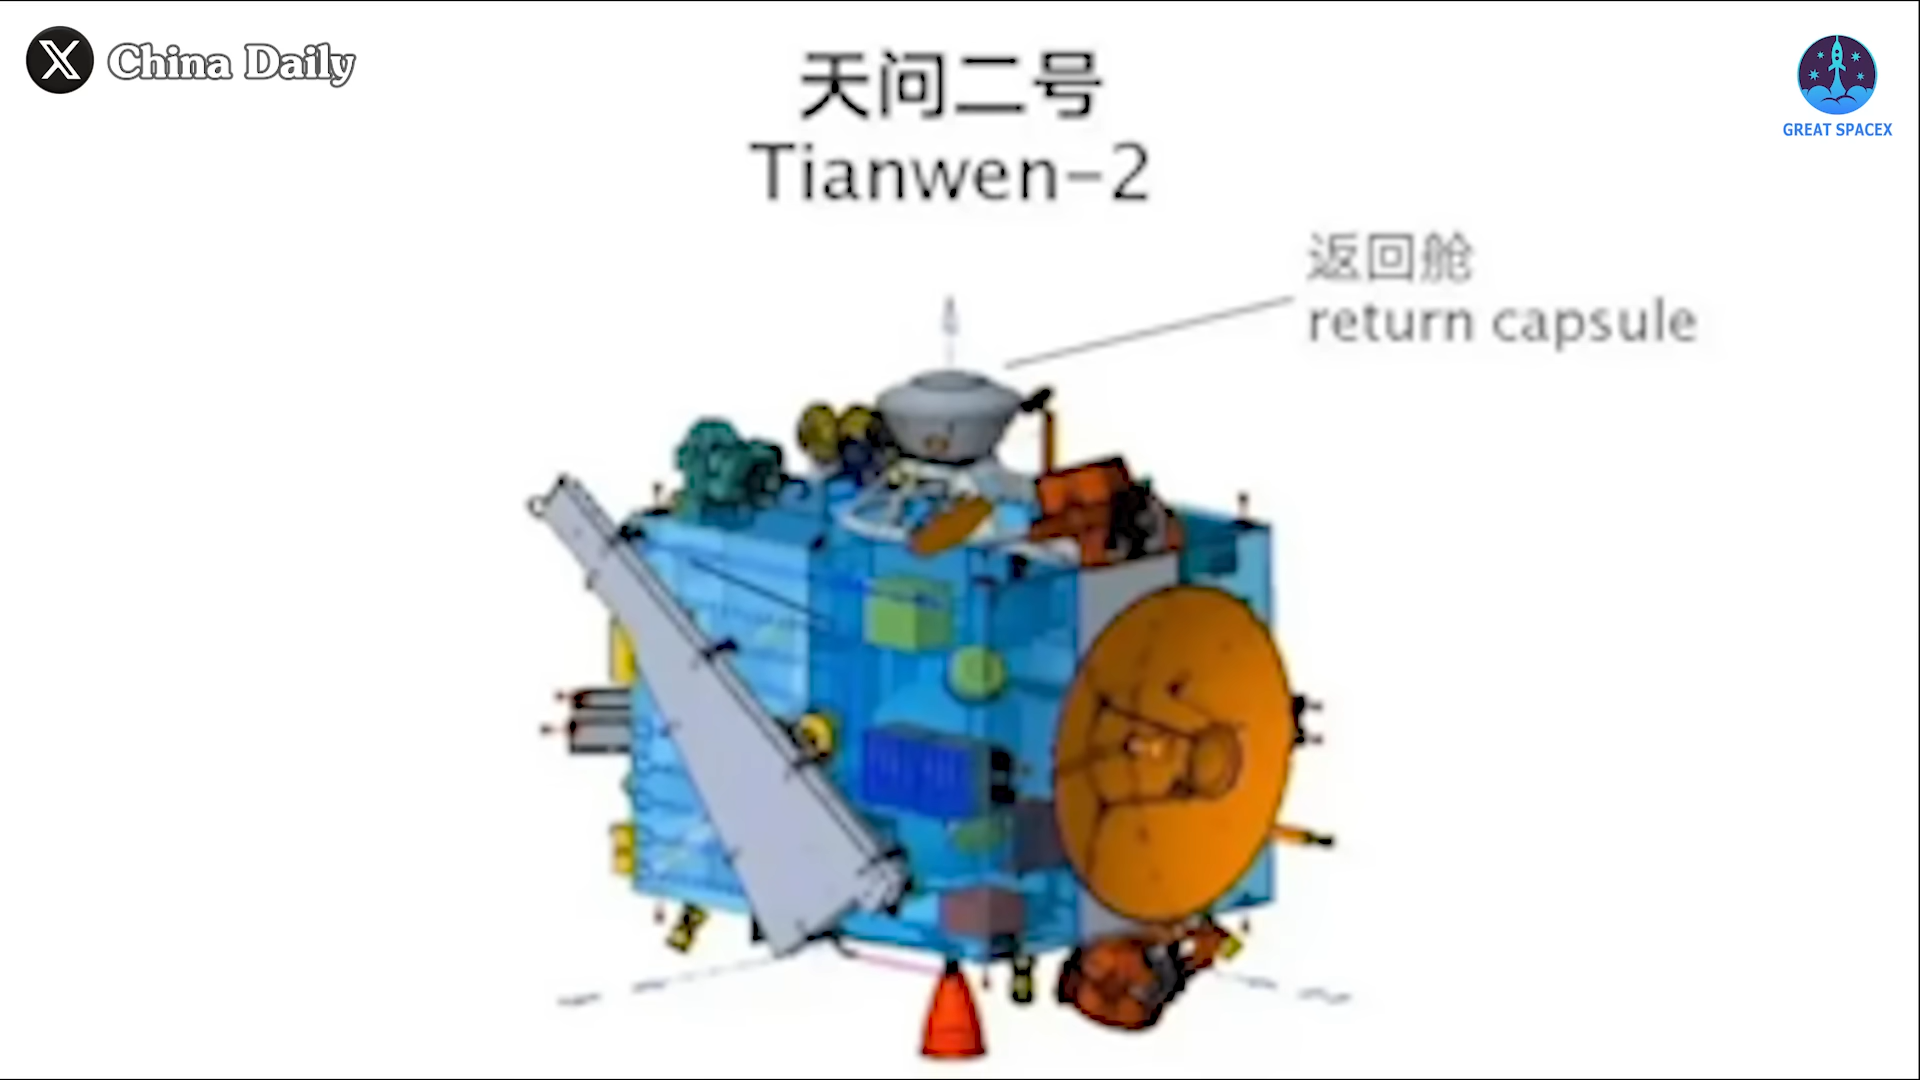 China Daily
天问二号
Tianwen-2
GREAT SPACEX
返回舱
return capsule